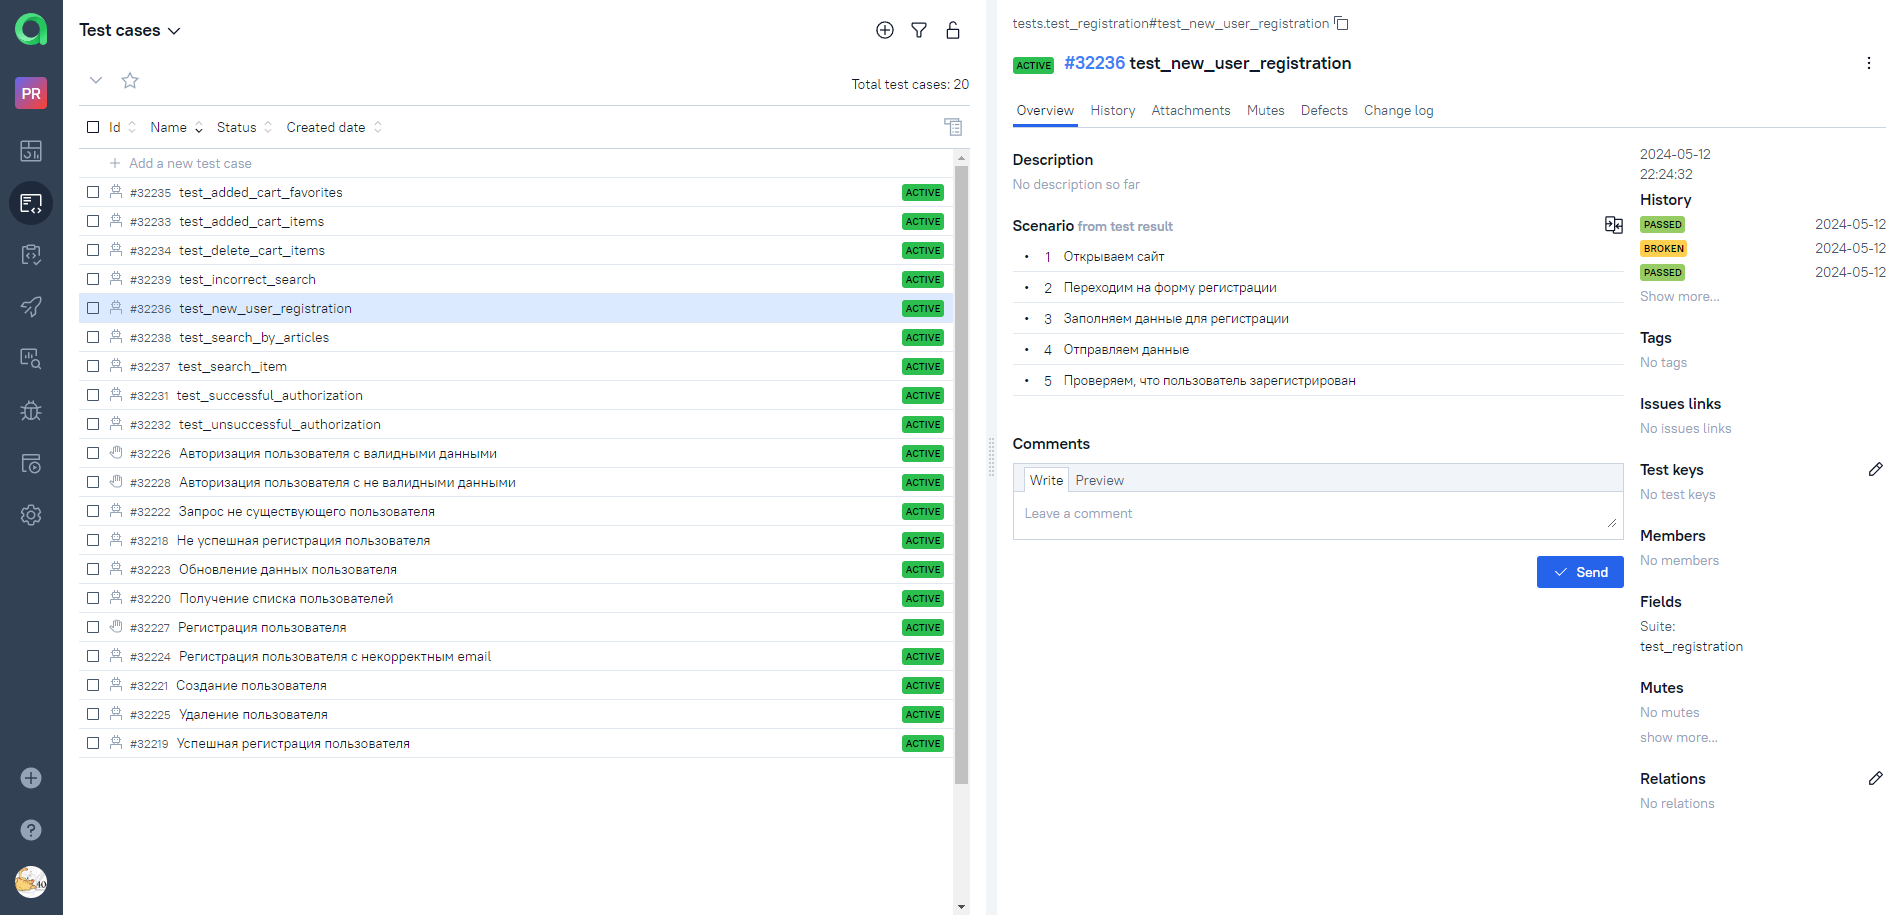 PR
Test cases
Total test cases: 20
Id Name Status Created date
Add a new test case
#32235 test_added_cart_favorites ACTIVE
#32233 test_added_cart_items ACTIVE
#32234 test_delete_cart_items ACTIVE
#32239 test_incorrect_search ACTIVE
#32236 test_new_user_registration ACTIVE
#32238 test_search_by_articles ACTIVE
#32237 test_search_item ACTIVE
#32231 test_successful_authorization ACTIVE
#32232 test_unsuccessful_authorization ACTIVE
#32226 Авторизация пользователя с валидными данными ACTIVE
#32228 Авторизация пользователя с не валидными данными ACTIVE
#32222 Запрос не существующего пользователя ACTIVE
#32218 Не успешная регистрация пользователя ACTIVE
#32223 Обновление данных пользователя ACTIVE
#32220 Получение списка пользователей ACTIVE
#32227 Регистрация пользователя ACTIVE
#32224 Регистрация пользователя с некорректным email ACTIVE
#32221 Создание пользователя ACTIVE
#32225 Удаление пользователя ACTIVE
#32219 Успешная регистрация пользователя ACTIVE
tests.test_registration#test_new_user_registration
ACTIVE #32236 test_new_user_registration
Overview History Attachments Mutes Defects Change log
Description
No description so far
Scenario from test result
• 1 Открываем сайт
• 2 Переходим на форму регистрации
• 3 Заполняем данные для регистрации
• 4 Отправляем данные
• 5 Проверяем, что пользователь зарегистрирован
Comments
Write Preview
Leave a comment
Send
2024-05-12
22:24:32
History
PASSED 2024-05-12
BROKEN 2024-05-12
PASSED 2024-05-12
Show more...
Tags
No tags
Issues links
No issues links
Test keys
No test keys
Members
No members
Fields
Suite:
test_registration
Mutes
No mutes
show more...
Relations
No relations